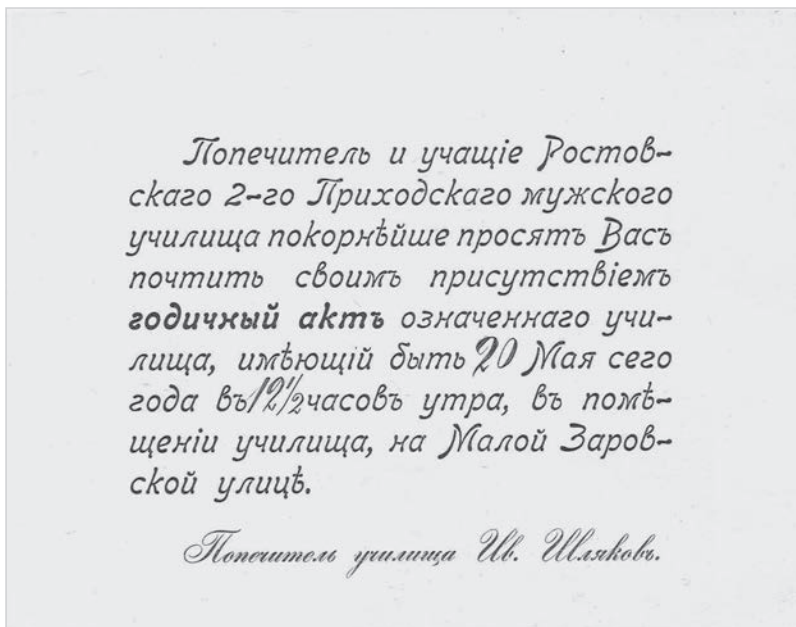 Попечитель и учащіе Ростов-
скаго 2-го Приходскаго мужского
училища покорнѣйше просятъ Васъ
почтить своимъ присутствіемъ
годичный актъ означеннаго учи-
лища, имѣющій быть 20 Мая сего
года въ 12 1/2 часовъ утра, въ помѣ-
щеніи училища, на Малой Заров-
ской улицѣ.
Попечитель училища Ив. Шляковъ.